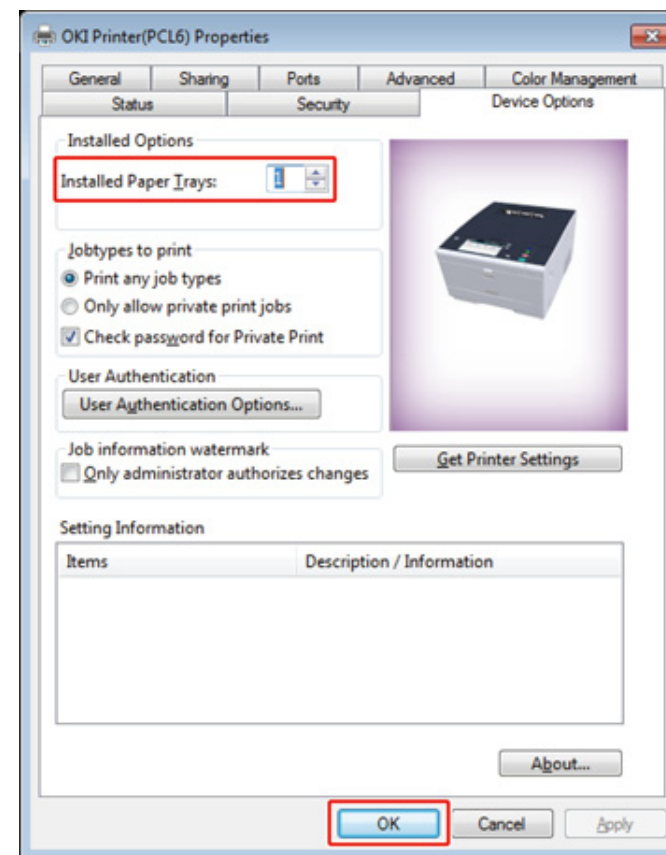 OKI Printer(PCL6) Properties
General Sharing Ports Advanced Color Management
Status Security Device Options
Installed Options
Installed Paper Trays: 1
Jobtypes to print
Print any job types
Only allow private print jobs
Check password for Private Print
User Authentication
User Authentication Options...
Job information watermark
Only administrator authorizes changes
Get Printer Settings
Setting Information
Items Description / Information
About...
OK Cancel Apply